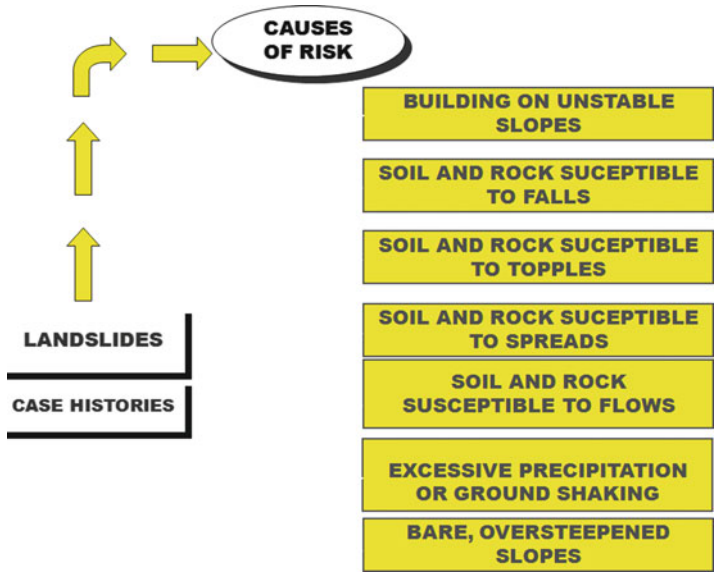 CAUSES
OF RISK
BUILDING ON UNSTABLE
SLOPES
SOIL AND ROCK SUCEPTIBLE
TO FALLS
SOIL AND ROCK SUCEPTIBLE
TO TOPPLES
SOIL AND ROCK SUCEPTIBLE
TO SPREADS
SOIL AND ROCK
SUSCEPTIBLE TO FLOWS
EXCESSIVE PRECIPITATION
OR GROUND SHAKING
BARE, OVERSTEEPENED
SLOPES
LANDSLIDES
CASE HISTORIES